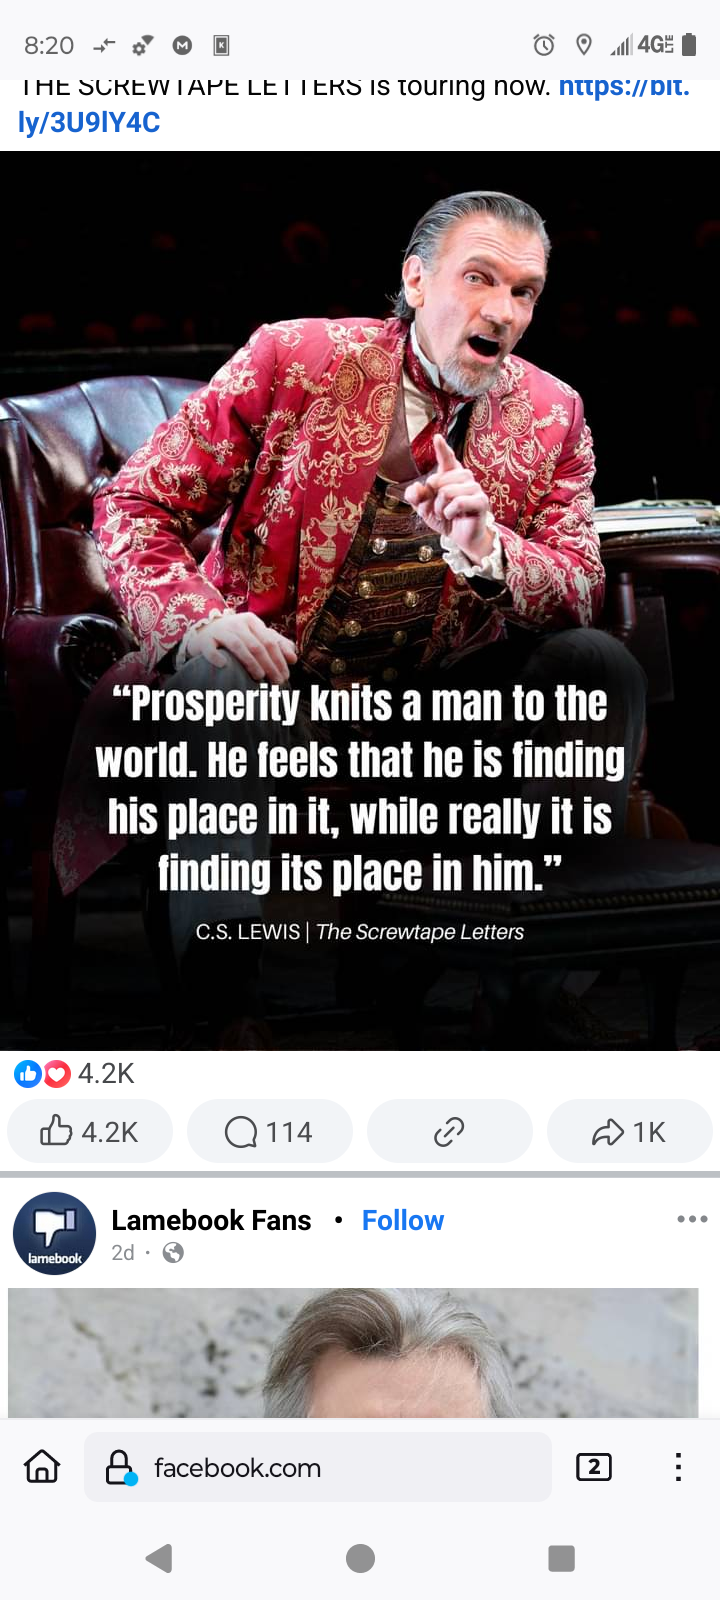 8:20
M
K
4G LTE
THE SCREWTAPE LETTERS is touring now. https://bit.
ly/3U9lY4C
“Prosperity knits a man to the
world. He feels that he is finding
his place in it, while really it is
finding its place in him.”
C.S. LEWIS | The Screwtape Letters
4.2K
4.2K
114
1K
lamebook
Lamebook Fans • Follow
2d ·
facebook.com
2